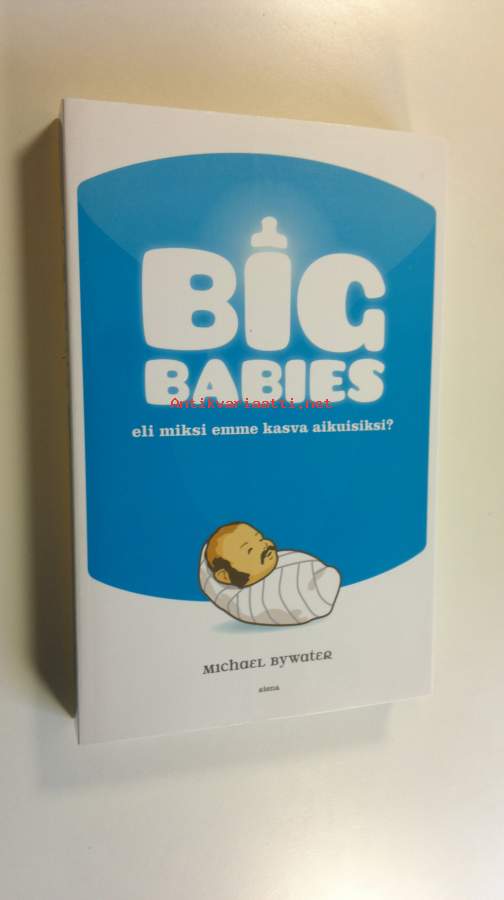 BIG
BABIES
Antikvariaatti.net
eli miksi emme kasva aikuisiksi?
Michael Bywater
atena